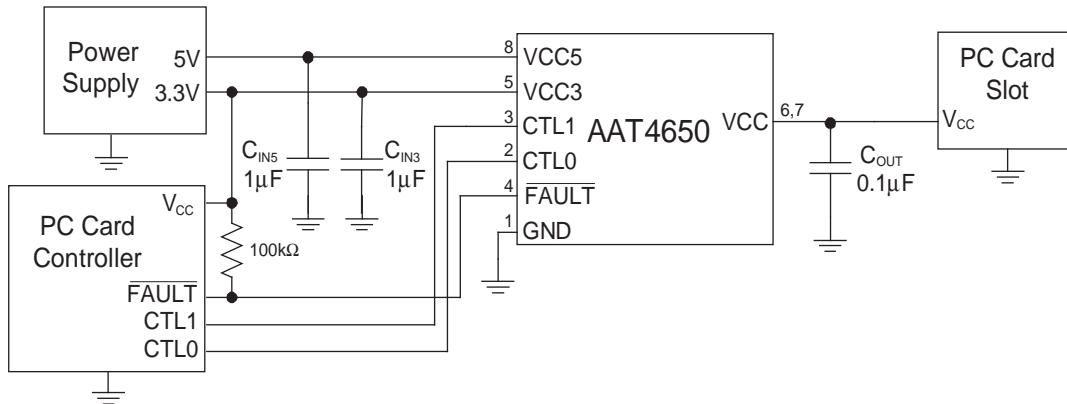 Power
Supply
5V
3.3V
8
VCC5
5
VCC3
3
CTL1
2
CTL0
4
FAULT
1
GND
AAT4650
VCC
6,7
PC Card
Slot
VCC
COUT
0.1µF
CIN5
1µF
CIN3
1µF
VCC
PC Card
Controller
100kΩ
FAULT
CTL1
CTL0